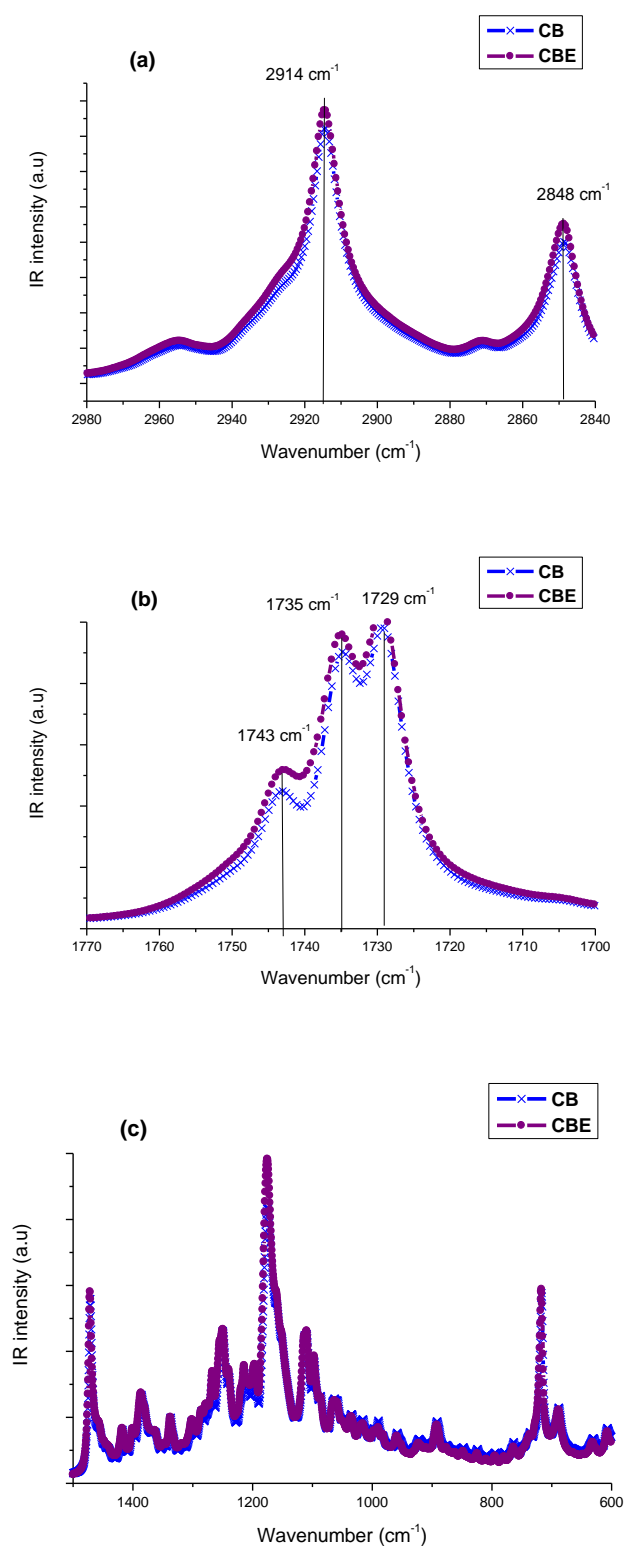 CB
CBE
(a)
2914 cm⁻¹
2848 cm⁻¹
IR intensity (a.u)
2980 2960 2940 2920 2900 2880 2860 2840
Wavenumber (cm⁻¹)
CB
CBE
(b)
1735 cm⁻¹ 1729 cm⁻¹
1743 cm⁻¹
IR intensity (a.u)
1770 1760 1750 1740 1730 1720 1710 1700
Wavenumber (cm⁻¹)
CB
CBE
(c)
IR intensity (a.u)
1400 1200 1000 800 600
Wavenumber (cm⁻¹)